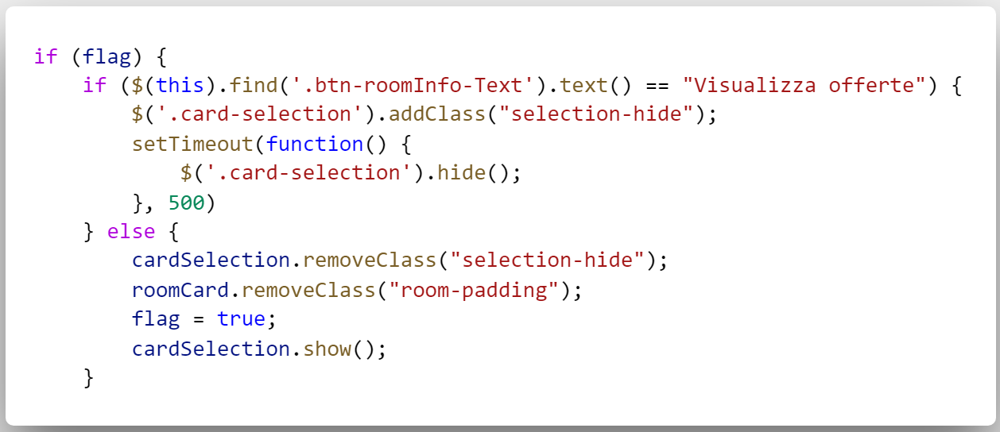 if (flag) {
    if ($(this).find('.btn-roomInfo-Text').text() == "Visualizza offerte") {
        $('.card-selection').addClass("selection-hide");
        setTimeout(function() {
            $('.card-selection').hide();
        }, 500)
    } else {
        cardSelection.removeClass("selection-hide");
        roomCard.removeClass("room-padding");
        flag = true;
        cardSelection.show();
    }